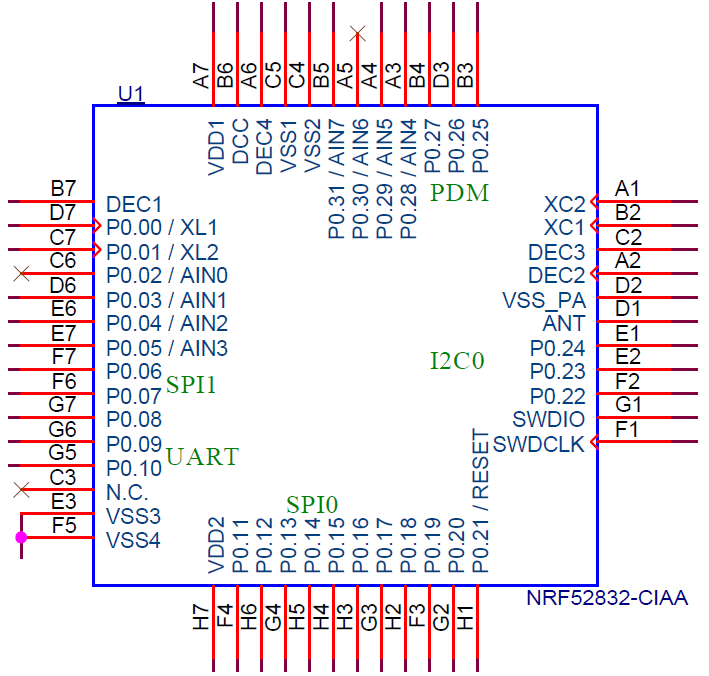 A7 B6 A6 C5 C4 B5 A5 A4 A3 B4 D3 B3
U1
VDD1 DCC DEC4 VSS1 VSS2 P0.31 / AIN7 P0.30 / AIN6 P0.29 / AIN5 P0.28 / AIN4 P0.27 P0.26 P0.25
PDM
B7 DEC1
D7 P0.00 / XL1
C7 P0.01 / XL2
C6 P0.02 / AIN0
D6 P0.03 / AIN1
E6 P0.04 / AIN2
E7 P0.05 / AIN3
F7 P0.06
F6 P0.07
G7 P0.08
G6 P0.09
G5 P0.10
C3 N.C.
E3 VSS3
F5 VSS4
SPI1
UART
I2C0
SPI0
XC2 A1
XC1 B2
DEC3 C2
DEC2 A2
VSS_PA D2
ANT D1
P0.24 E1
P0.23 E2
P0.22 F2
SWDIO G1
SWDCLK F1
VDD2 P0.11 P0.12 P0.13 P0.14 P0.15 P0.16 P0.17 P0.18 P0.19 P0.20 P0.21 / RESET
H7 F4 H6 G4 H5 H4 H3 G3 H2 F3 G2 H1
NRF52832-CIAA